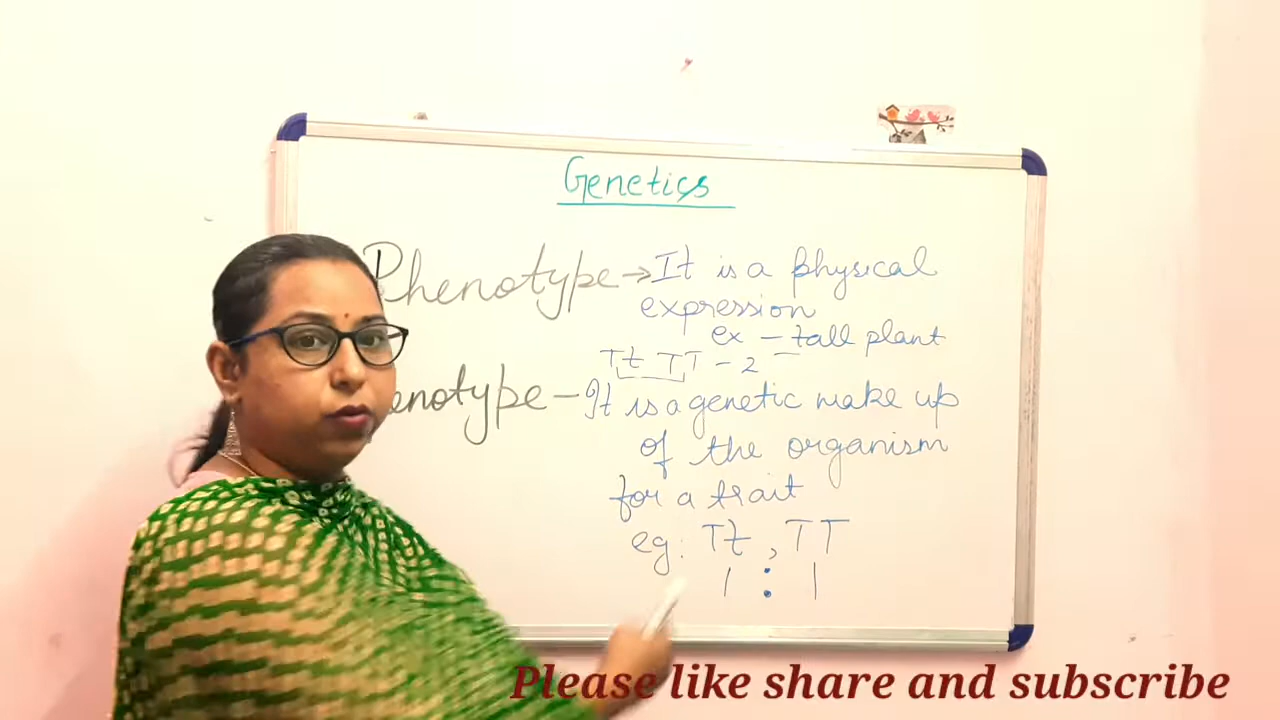 Genetics
Phenotype → It is a physical
expression
ex - tall plant
Tt TT - 2
enotype - It is a genetic make up
of the organism
for a trait
eg: Tt , TT
1 : 1
Please like share and subscribe